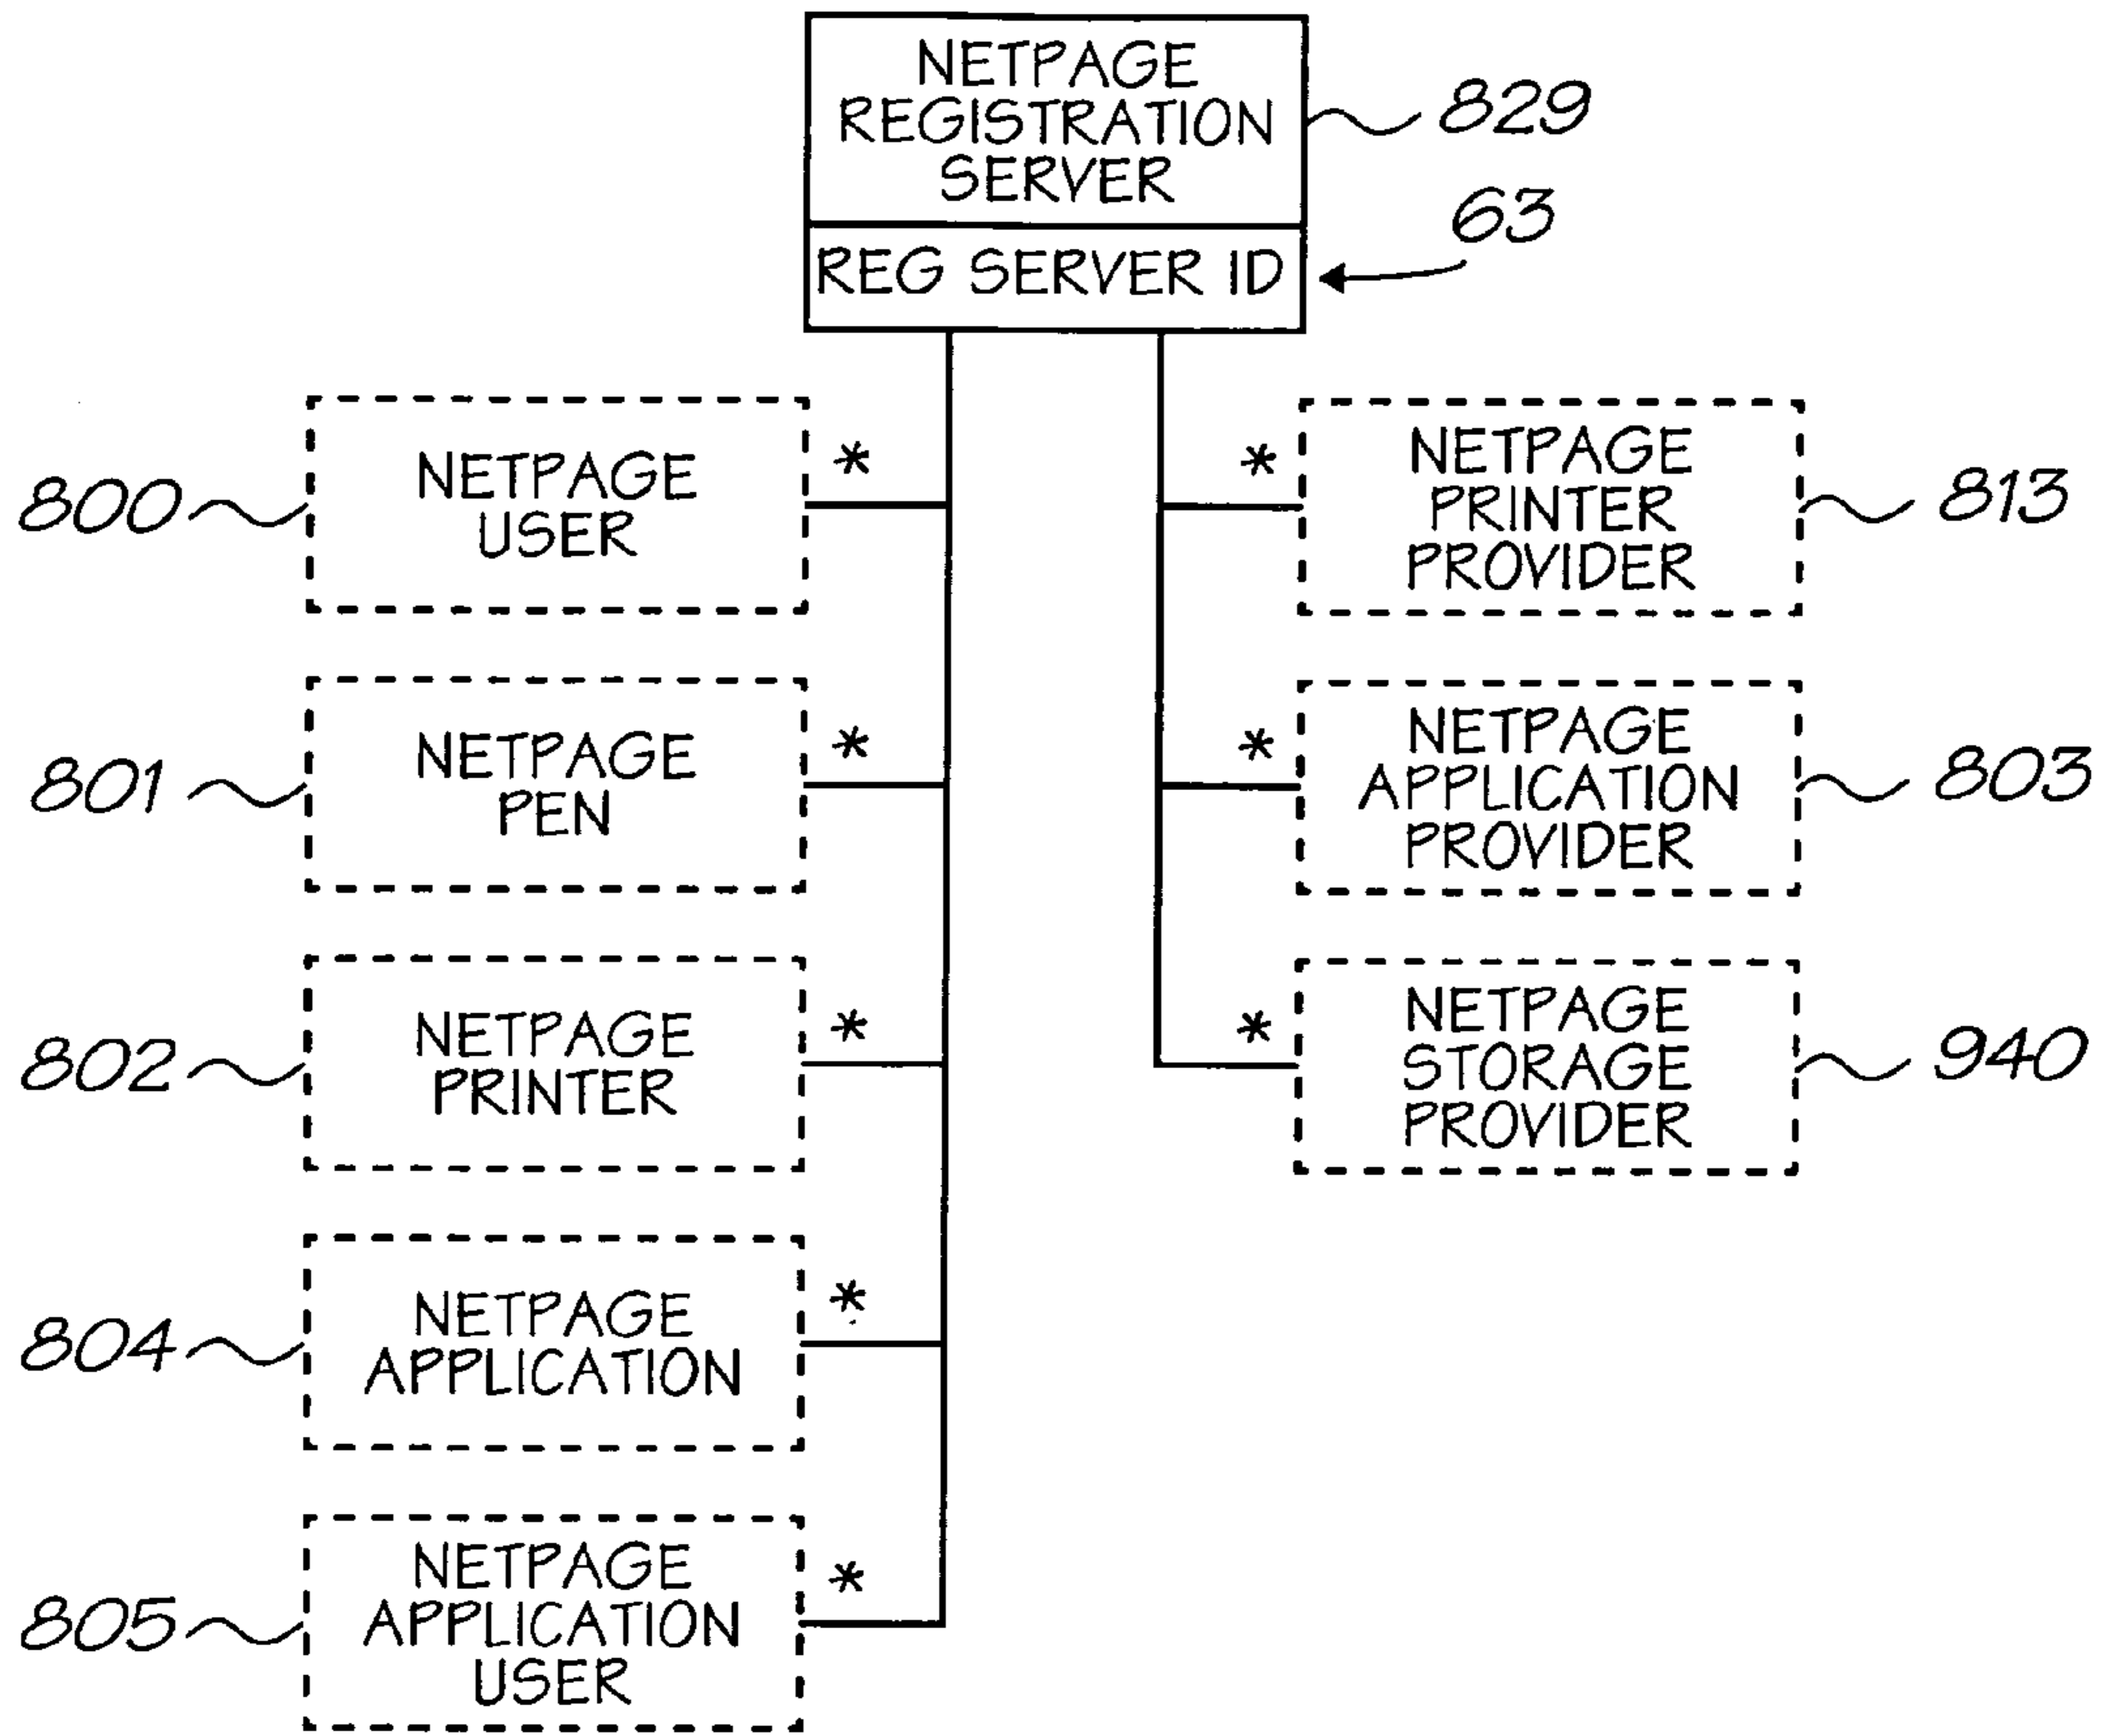 NETPAGE
REGISTRATION
SERVER
829
REG SERVER ID
63
800
NETPAGE
USER
*
*
NETPAGE
PRINTER
PROVIDER
813
801
NETPAGE
PEN
*
*
NETPAGE
APPLICATION
PROVIDER
803
802
NETPAGE
PRINTER
*
*
NETPAGE
STORAGE
PROVIDER
940
804
NETPAGE
APPLICATION
*
805
NETPAGE
APPLICATION
USER
*